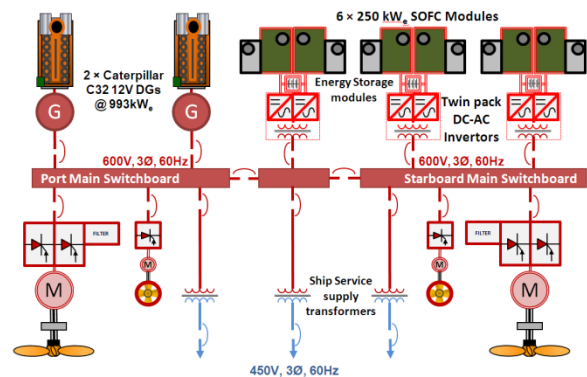 6 × 250 kWe SOFC Modules
2 × Caterpillar
C32 12V DGs
@ 993kWe
Energy Storage
modules
G
G
Twin pack
DC-AC
Invertors
600V, 3Ø, 60Hz
600V, 3Ø, 60Hz
Port Main Switchboard
Starboard Main Switchboard
FILTER
FILTER
M
M
M
M
Ship Service
supply
transformers
450V, 3Ø, 60Hz